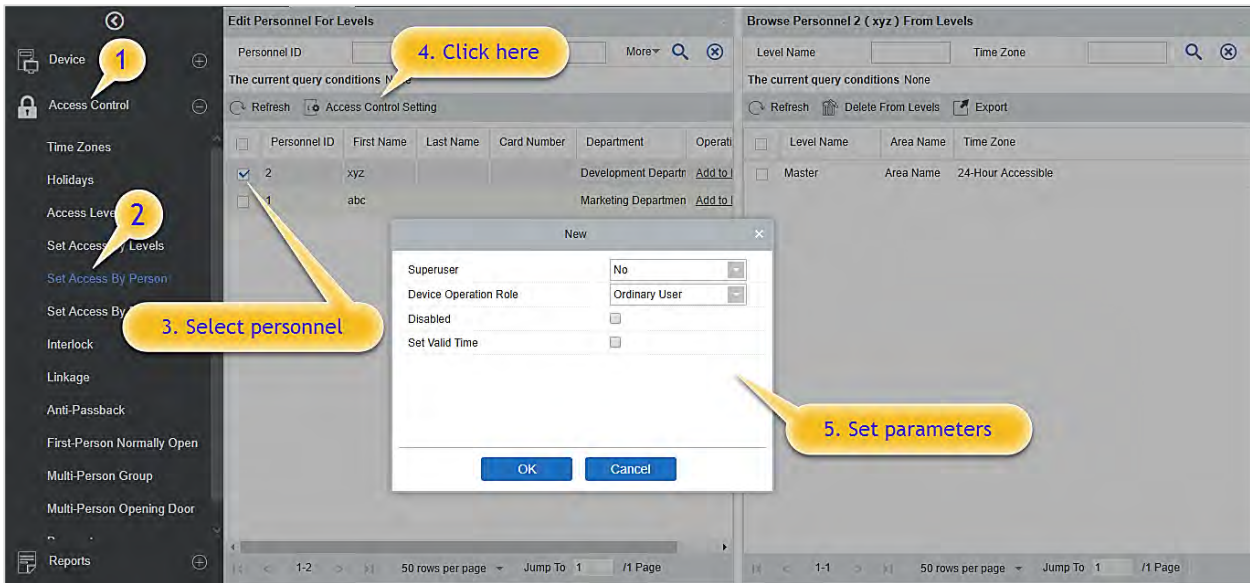 Device
1
Access Control
Time Zones
Holidays
Access Leve
2
Set Access By Levels
Set Access By Person
Set Access By
Interlock
Linkage
Anti-Passback
First-Person Normally Open
Multi-Person Group
Multi-Person Opening Door
Reports
Edit Personnel For Levels
Personnel ID
More
4. Click here
The current query conditions None
Refresh Access Control Setting
Personnel ID First Name Last Name Card Number Department Operati
2 xyz Development Departr Add to l
1 abc Marketing Departmen Add to l
3. Select personnel
New
Superuser No
Device Operation Role Ordinary User
Disabled
Set Valid Time
5. Set parameters
OK Cancel
1-2 50 rows per page Jump To 1 /1 Page
Browse Personnel 2 ( xyz ) From Levels
Level Name Time Zone
The current query conditions None
Refresh Delete From Levels Export
Level Name Area Name Time Zone
Master Area Name 24-Hour Accessible
1-1 50 rows per page Jump To 1 /1 Page